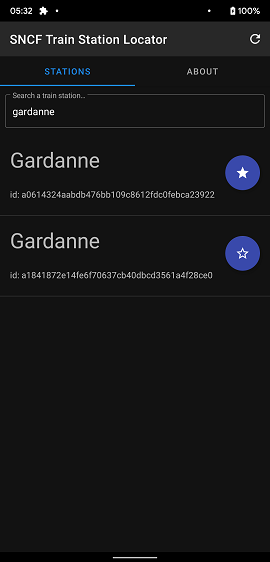 05:32 100%
SNCF Train Station Locator
STATIONS ABOUT
Search a train station...
gardanne
Gardanne
id: a0614324aabdb476bb109c8612fdc0febca23922
Gardanne
id: a1841872e14fe6f70637cb40dbcd3561a4f28ce0